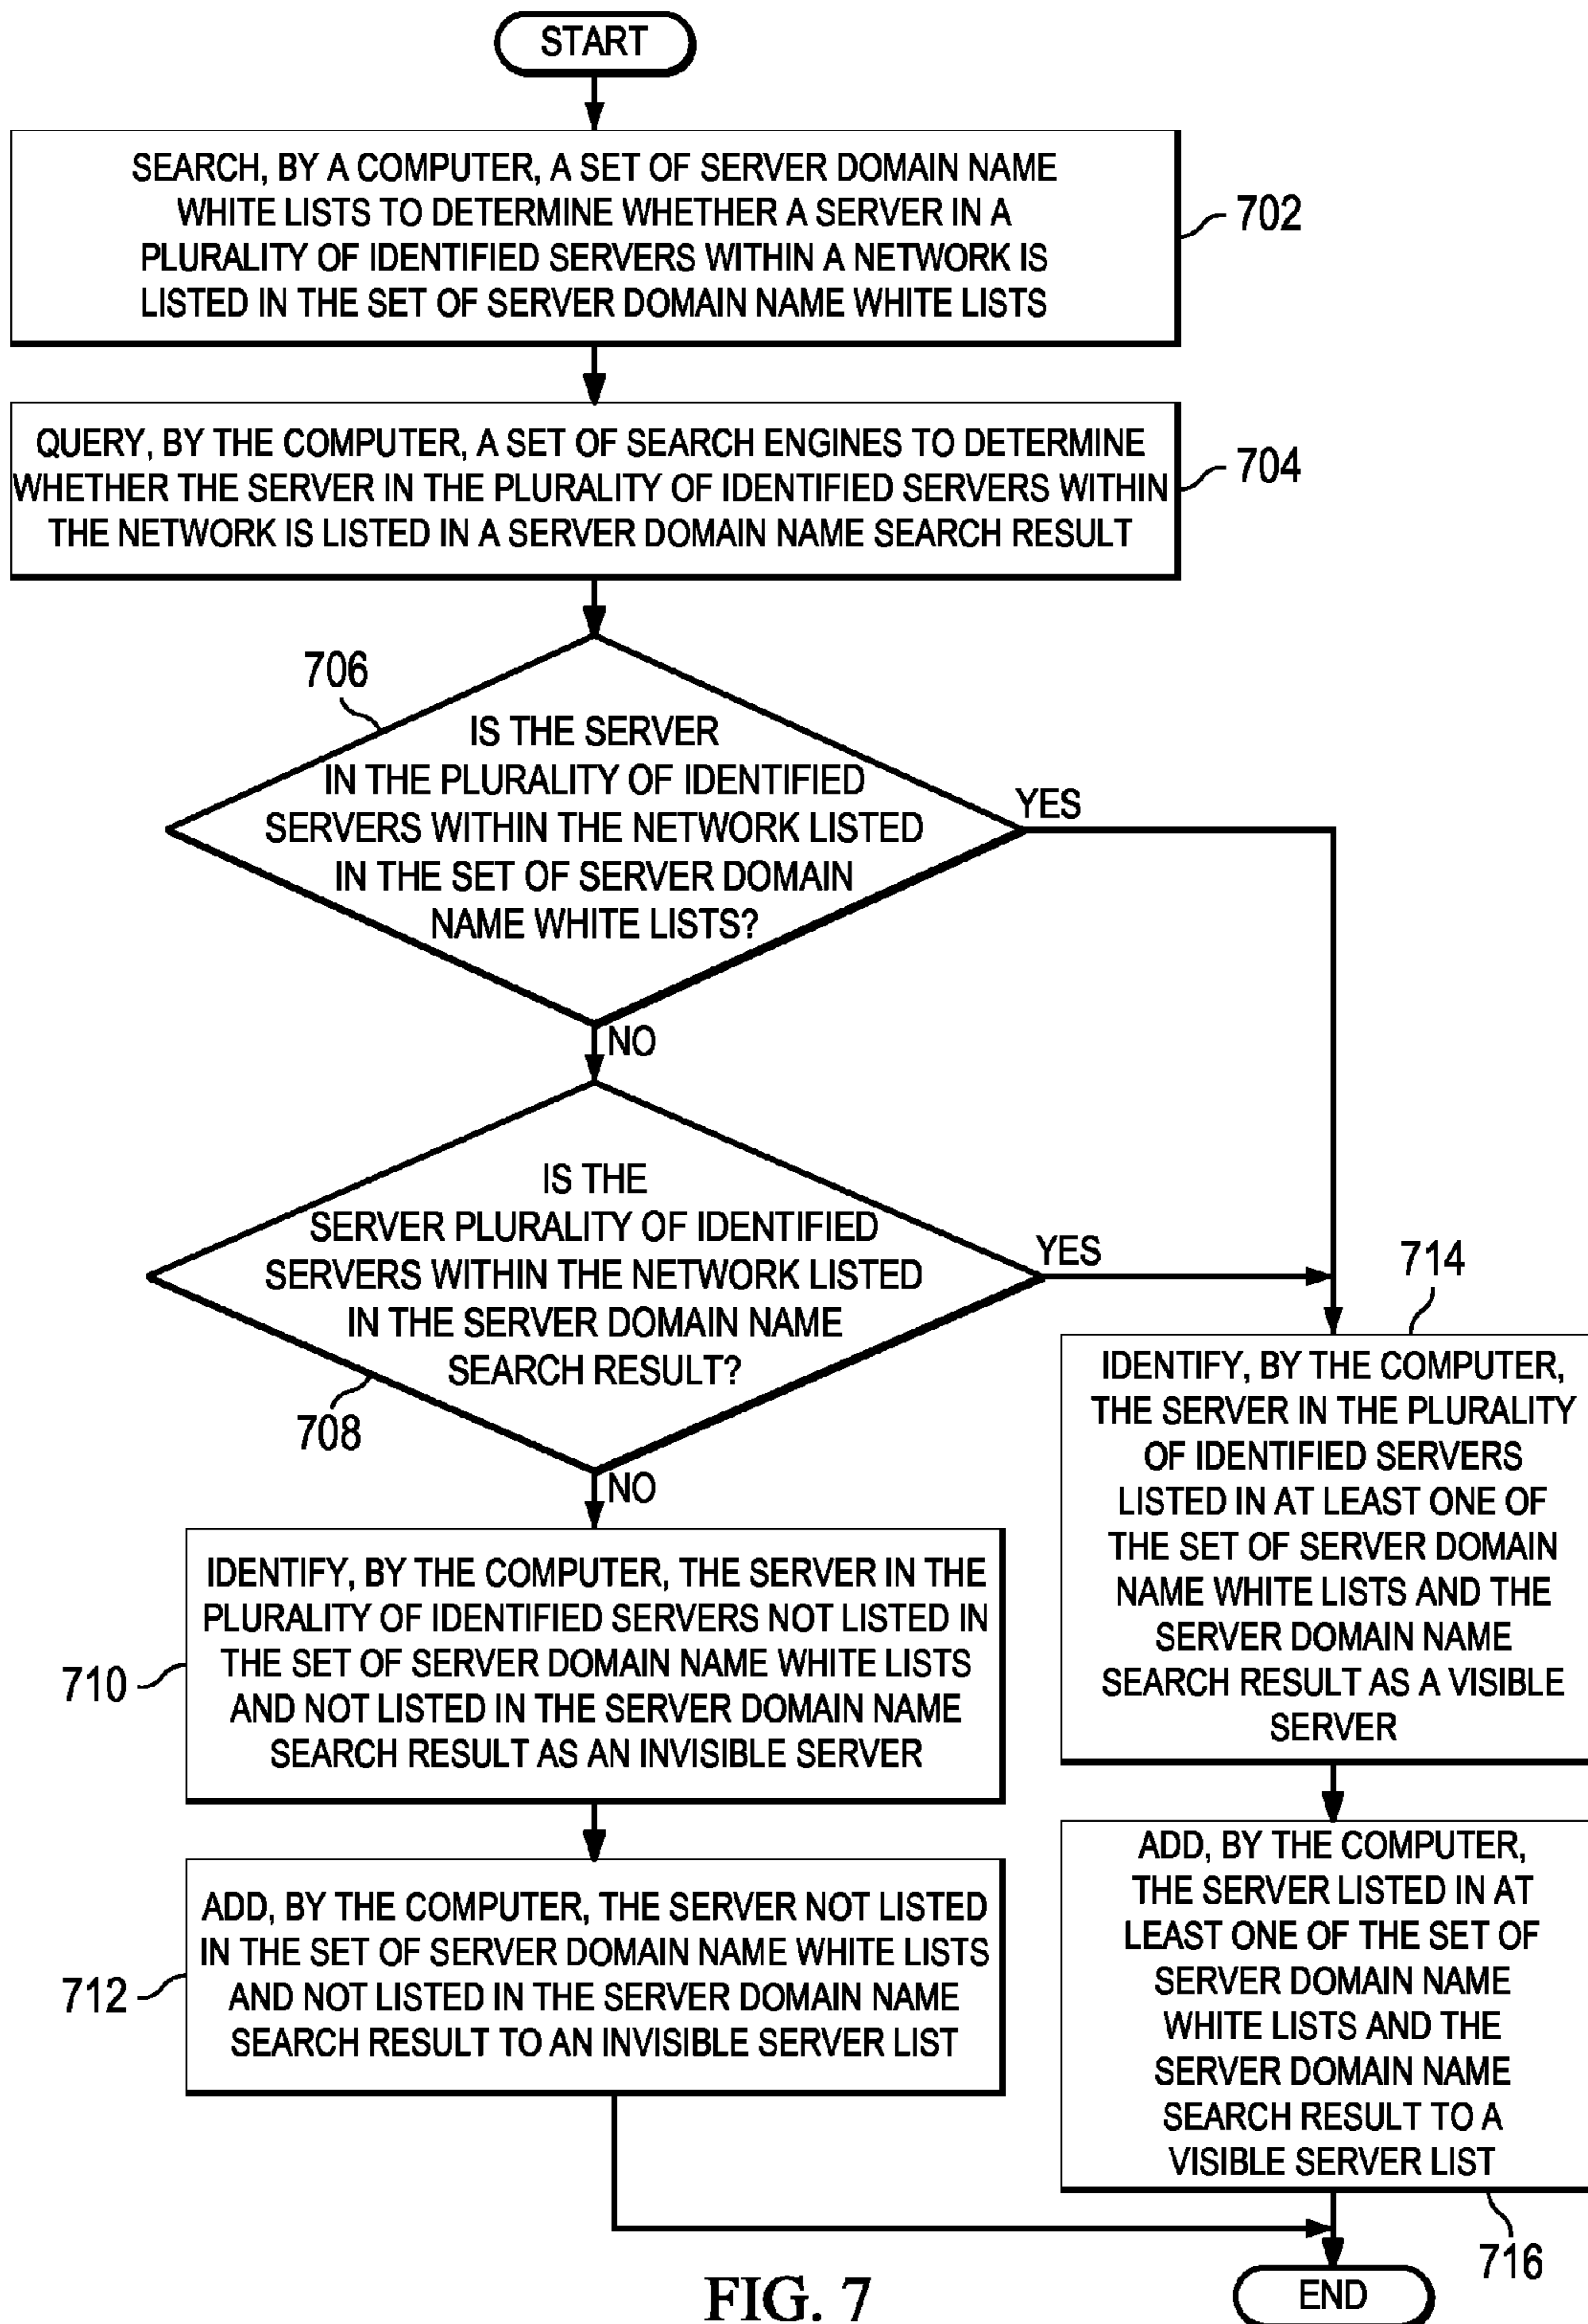 START
SEARCH, BY A COMPUTER, A SET OF SERVER DOMAIN NAME
WHITE LISTS TO DETERMINE WHETHER A SERVER IN A
PLURALITY OF IDENTIFIED SERVERS WITHIN A NETWORK IS
LISTED IN THE SET OF SERVER DOMAIN NAME WHITE LISTS
702
QUERY, BY THE COMPUTER, A SET OF SEARCH ENGINES TO DETERMINE
WHETHER THE SERVER IN THE PLURALITY OF IDENTIFIED SERVERS WITHIN
THE NETWORK IS LISTED IN A SERVER DOMAIN NAME SEARCH RESULT
704
706
IS THE SERVER
IN THE PLURALITY OF IDENTIFIED
SERVERS WITHIN THE NETWORK LISTED
IN THE SET OF SERVER DOMAIN
NAME WHITE LISTS?
YES
NO
IS THE
SERVER PLURALITY OF IDENTIFIED
SERVERS WITHIN THE NETWORK LISTED
IN THE SERVER DOMAIN NAME
SEARCH RESULT?
YES
708
NO
714
IDENTIFY, BY THE COMPUTER,
THE SERVER IN THE PLURALITY
OF IDENTIFIED SERVERS
LISTED IN AT LEAST ONE OF
THE SET OF SERVER DOMAIN
NAME WHITE LISTS AND THE
SERVER DOMAIN NAME
SEARCH RESULT AS A VISIBLE
SERVER
IDENTIFY, BY THE COMPUTER, THE SERVER IN THE
PLURALITY OF IDENTIFIED SERVERS NOT LISTED IN
THE SET OF SERVER DOMAIN NAME WHITE LISTS
AND NOT LISTED IN THE SERVER DOMAIN NAME
SEARCH RESULT AS AN INVISIBLE SERVER
710
ADD, BY THE COMPUTER, THE SERVER NOT LISTED
IN THE SET OF SERVER DOMAIN NAME WHITE LISTS
AND NOT LISTED IN THE SERVER DOMAIN NAME
SEARCH RESULT TO AN INVISIBLE SERVER LIST
712
ADD, BY THE COMPUTER,
THE SERVER LISTED IN AT
LEAST ONE OF THE SET OF
SERVER DOMAIN NAME
WHITE LISTS AND THE
SERVER DOMAIN NAME
SEARCH RESULT TO A
VISIBLE SERVER LIST
716
END
FIG. 7